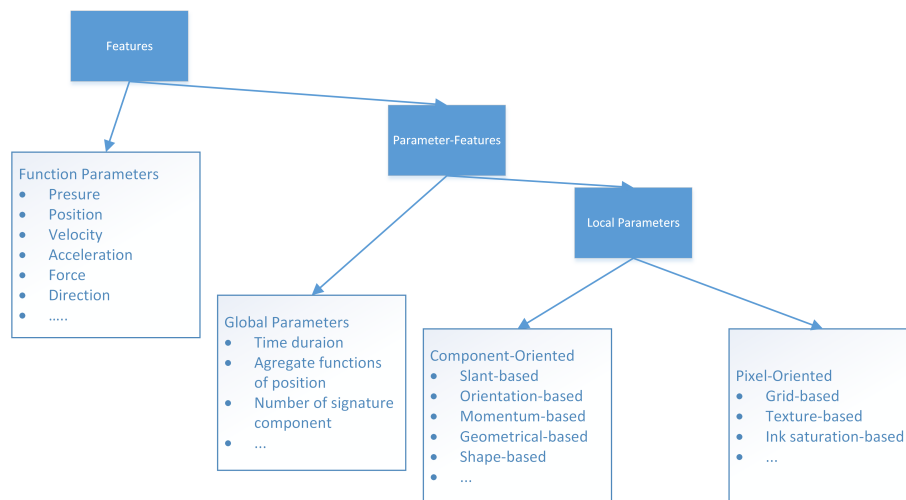 Features
Parameter-Features
Function Parameters
● Presure
● Position
● Velocity
● Acceleration
● Force
● Direction
● .....
Local Parameters
Global Parameters
● Time duraion
● Agregate functions
of position
● Number of signature
component
● ...
Component-Oriented
● Slant-based
● Orientation-based
● Momentum-based
● Geometrical-based
● Shape-based
● ...
Pixel-Oriented
● Grid-based
● Texture-based
● Ink saturation-based
● ...